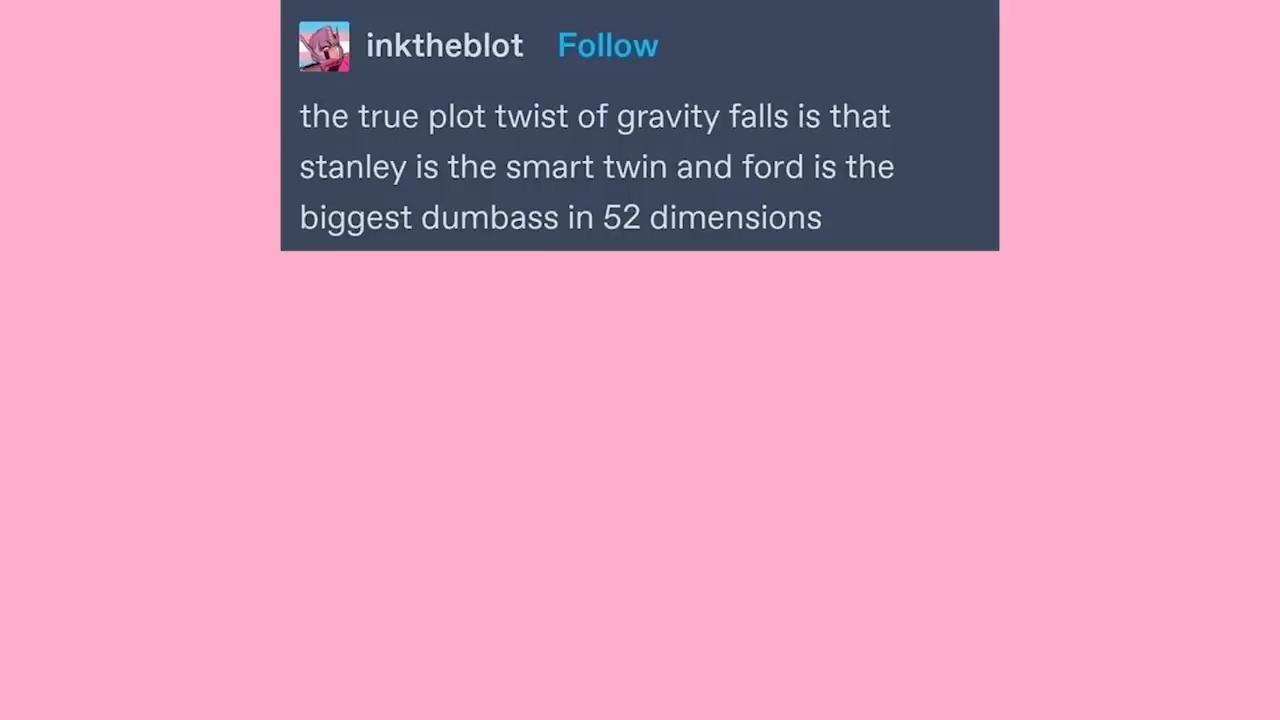 inktheblot Follow
the true plot twist of gravity falls is that
stanley is the smart twin and ford is the
biggest dumbass in 52 dimensions